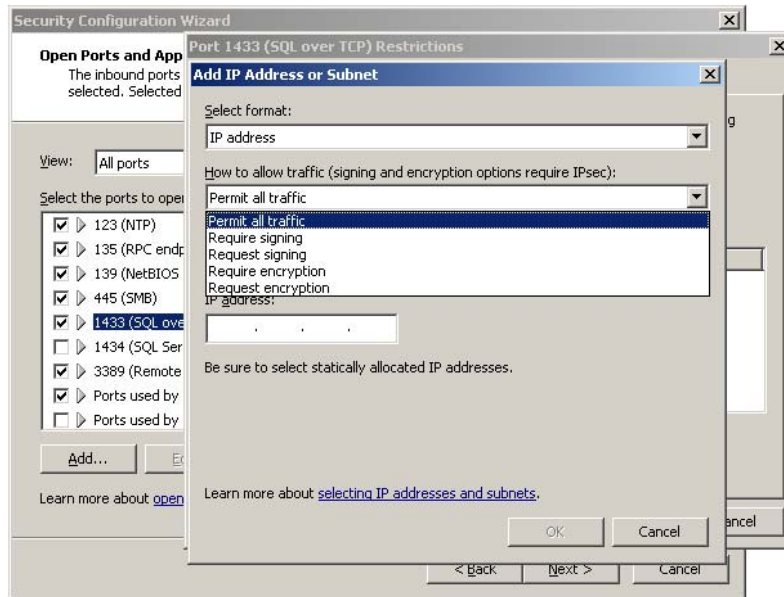 Security Configuration Wizard
Port 1433 (SQL over TCP) Restrictions
Open Ports and App
The inbound ports
selected. Selected
Add IP Address or Subnet
Select format:
IP address
How to allow traffic (signing and encryption options require IPsec):
Permit all traffic
Permit all traffic
Require signing
Request signing
Require encryption
Request encryption
IP address:
. . .
Be sure to select statically allocated IP addresses.
Learn more about selecting IP addresses and subnets.
OK
Cancel
View:
All ports
Select the ports to ope
123 (NTP)
135 (RPC endp
139 (NetBIOS
445 (SMB)
1433 (SQL ove
1434 (SQL Ser
3389 (Remote
Ports used by
Ports used by
Add...
Learn more about open
g
ancel
< Back
Next >
Cancel